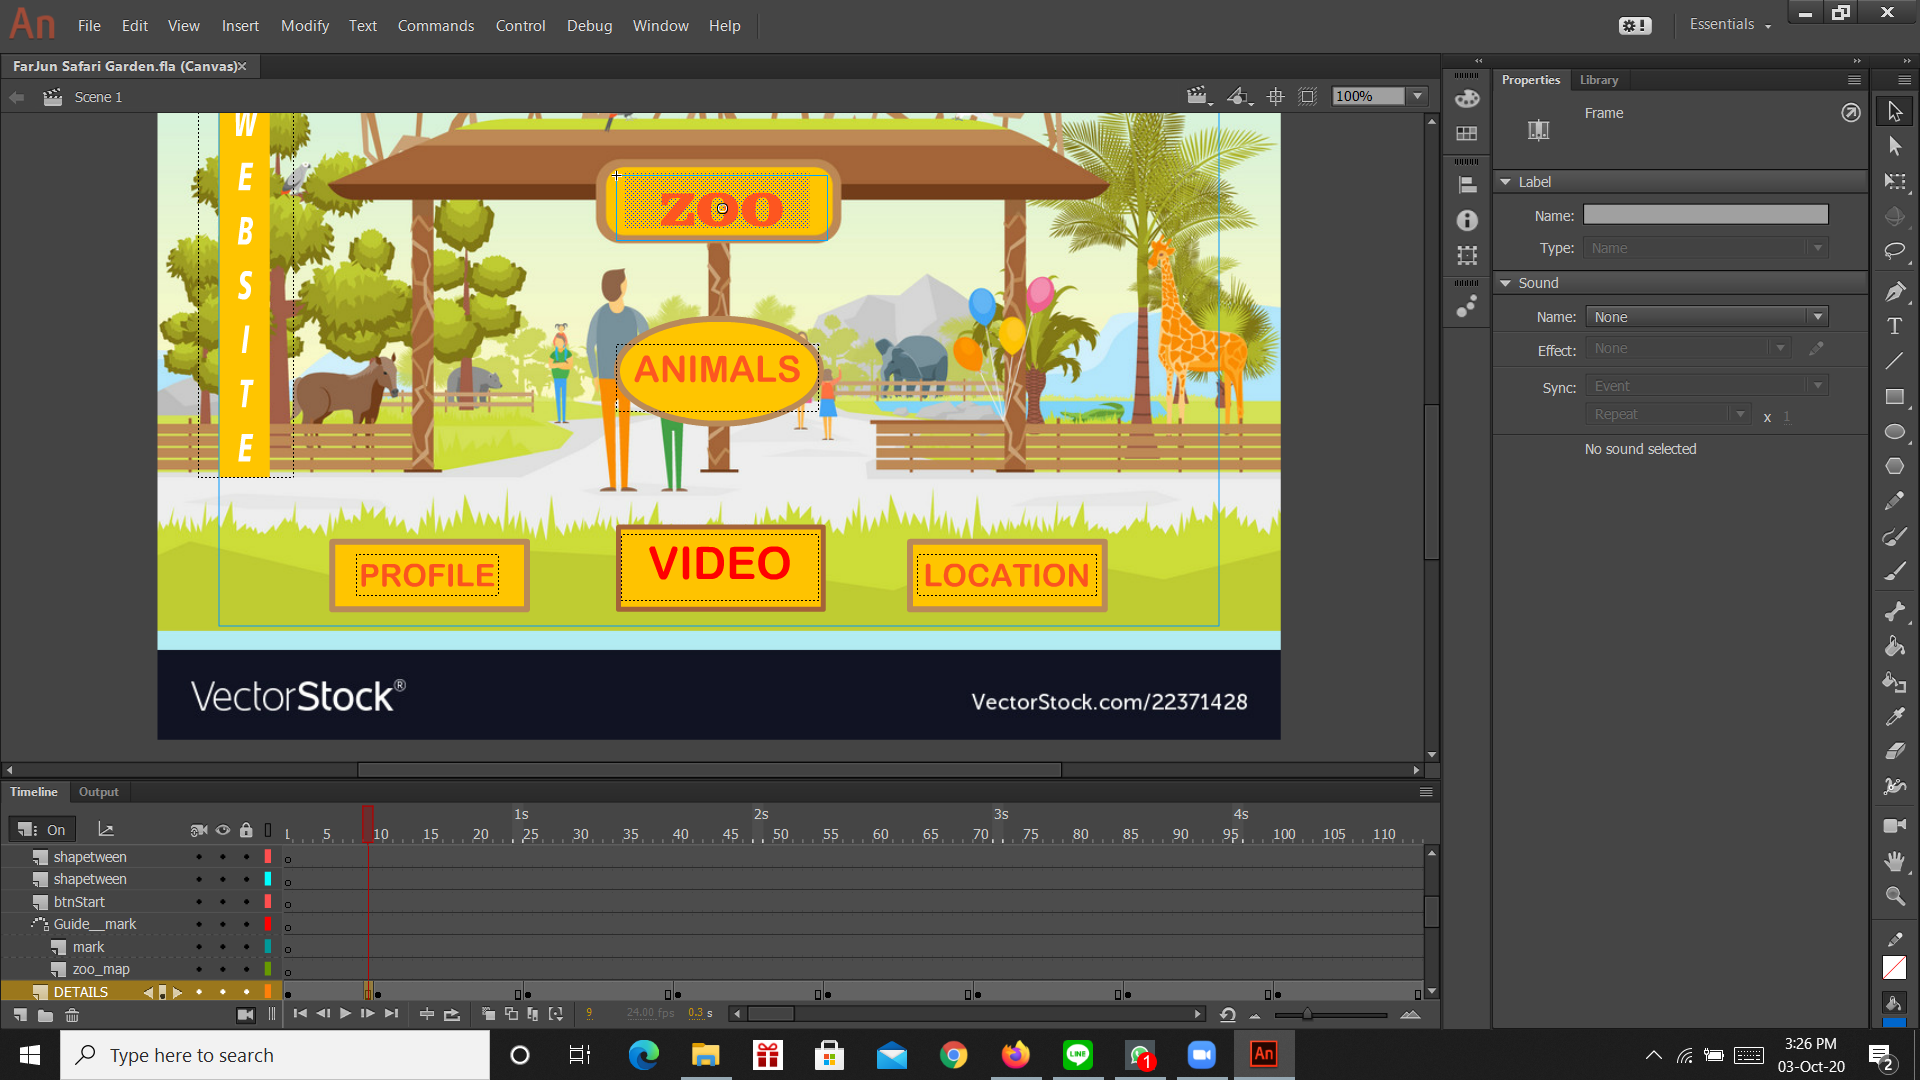 An File Edit View Insert Modify Text Commands Control Debug Window Help Essentials
FarJun Safari Garden.fla (Canvas)×
Scene 1 100%
Properties Library
Frame
Label
Name:
Type: Name
Sound
Name: None
Effect: None
Sync: Event
Repeat x 1
No sound selected
W
E
B
S
I
T
E
ZOO
ANIMALS
PROFILE VIDEO LOCATION
VectorStock®
VectorStock.com/22371428
Timeline Output
On
1s 2s 3s 4s
1 5 10 15 20 25 30 35 40 45 50 55 60 65 70 75 80 85 90 95 100 105 110
shapetween
shapetween
btnStart
Guide__mark
mark
zoo_map
DETAILS
9 24.00 fps 0.3 s
Type here to search
LINE
1
An
3:26 PM
03-Oct-20
2